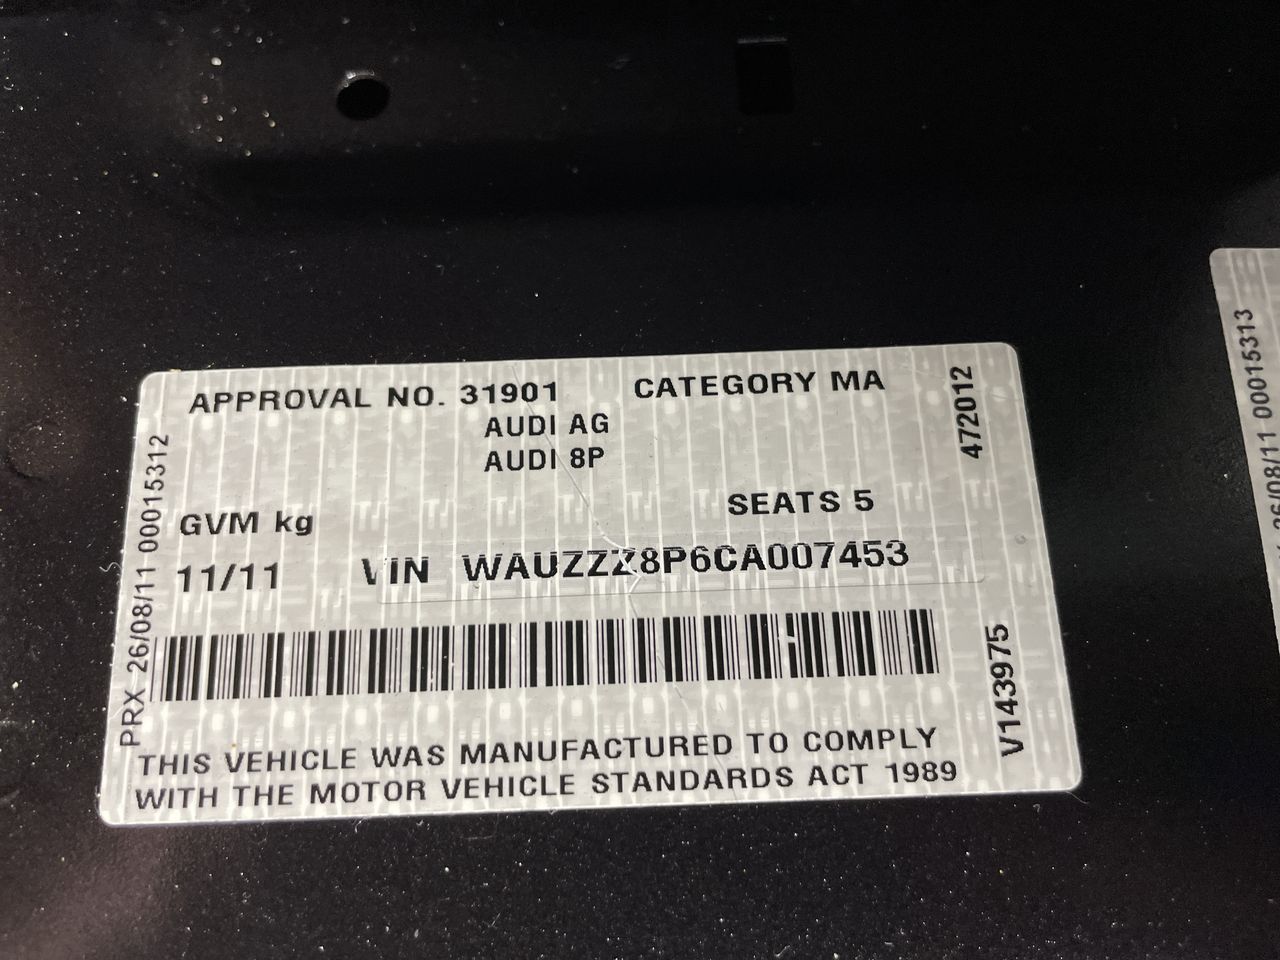 APPROVAL NO. 31901 CATEGORY MA
AUDI AG
AUDI 8P
472012
SEATS 5
GVM kg
11/11 VIN WAUZZZ8P6CA007453
PRX 26/08/11 00015312
V143975
THIS VEHICLE WAS MANUFACTURED TO COMPLY
WITH THE MOTOR VEHICLE STANDARDS ACT 1989
26/08/11 00015313